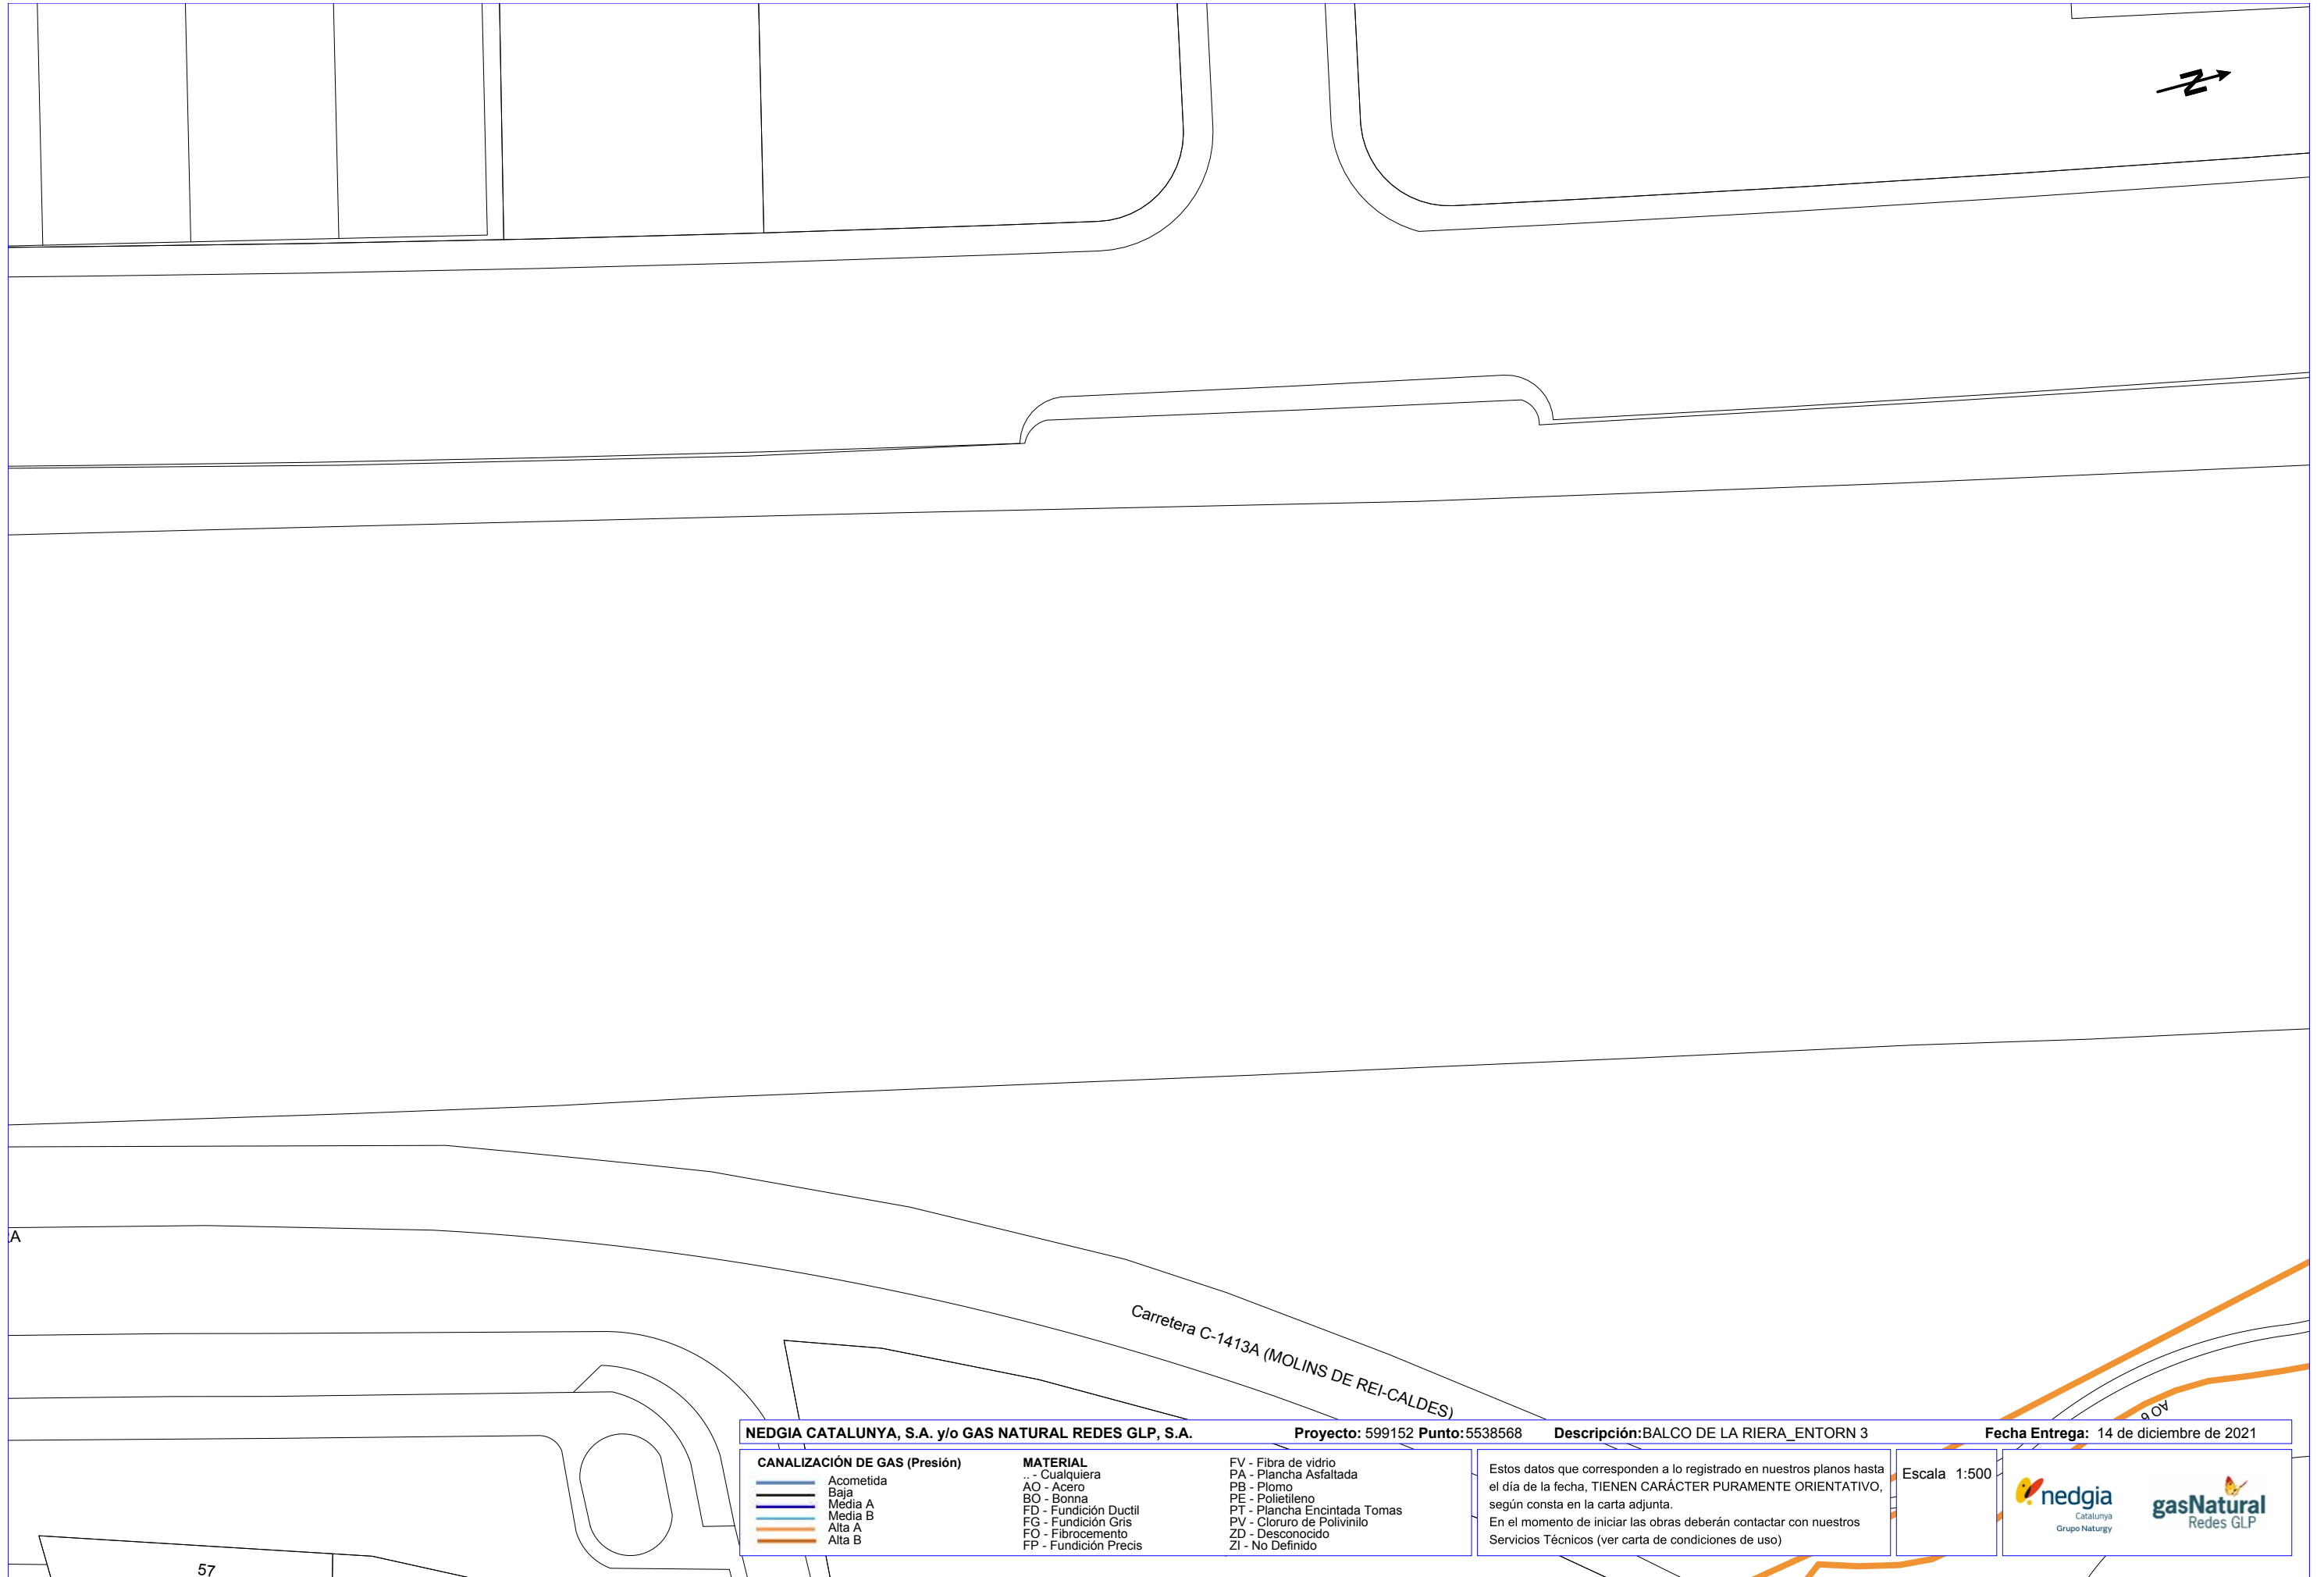 N
A
Carretera C-1413A (MOLINS DE REI-CALDES)
AO 6
57
NEDGIA CATALUNYA, S.A. y/o GAS NATURAL REDES GLP, S.A. Proyecto: 599152 Punto:5538568 Descripción:BALCO DE LA RIERA_ENTORN 3 Fecha Entrega: 14 de diciembre de 2021
CANALIZACIÓN DE GAS (Presión)
Acometida
Baja
Media A
Media B
Alta A
Alta B
MATERIAL
.. - Cualquiera
AO - Acero
BO - Bonna
FD - Fundición Ductil
FG - Fundición Gris
FO - Fibrocemento
FP - Fundición Precis
FV - Fibra de vidrio
PA - Plancha Asfaltada
PB - Plomo
PE - Polietileno
PT - Plancha Encintada Tomas
PV - Cloruro de Polivinilo
ZD - Desconocido
ZI - No Definido
Estos datos que corresponden a lo registrado en nuestros planos hasta
el día de la fecha, TIENEN CARÁCTER PURAMENTE ORIENTATIVO,
según consta en la carta adjunta.
En el momento de iniciar las obras deberán contactar con nuestros
Servicios Técnicos (ver carta de condiciones de uso)
Escala 1:500
nedgia
Catalunya
Grupo Naturgy
gasNatural
Redes GLP